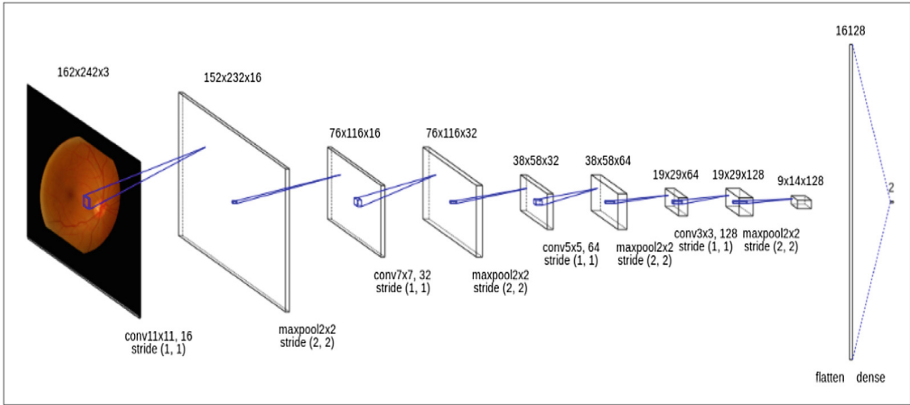 162x242x3
conv11x11, 16
stride (1, 1)
152x232x16
maxpool2x2
stride (2, 2)
76x116x16
conv7x7, 32
stride (1, 1)
76x116x32
maxpool2x2
stride (2, 2)
38x58x32
conv5x5, 64
stride (1, 1)
38x58x64
maxpool2x2
stride (2, 2)
19x29x64
conv3x3, 128
stride (1, 1)
19x29x128
maxpool2x2
stride (2, 2)
9x14x128
16128
flatten
2
dense